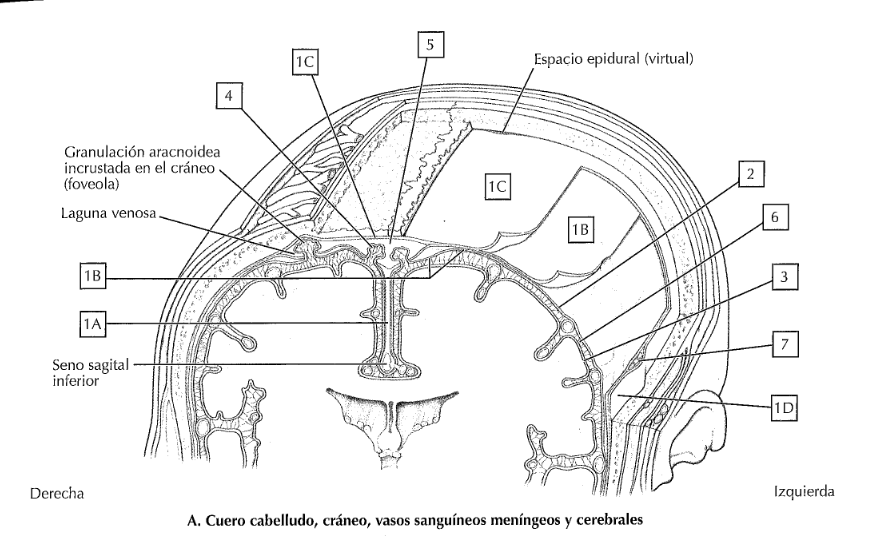 5
1C
Espacio epidural (virtual)
4
Granulación aracnoidea
incrustada en el cráneo
(foveola)
1C
2
Laguna venosa
6
1B
1B
3
1A
7
Seno sagital
inferior
1D
Derecha
Izquierda
A. Cuero cabelludo, cráneo, vasos sanguíneos meníngeos y cerebrales